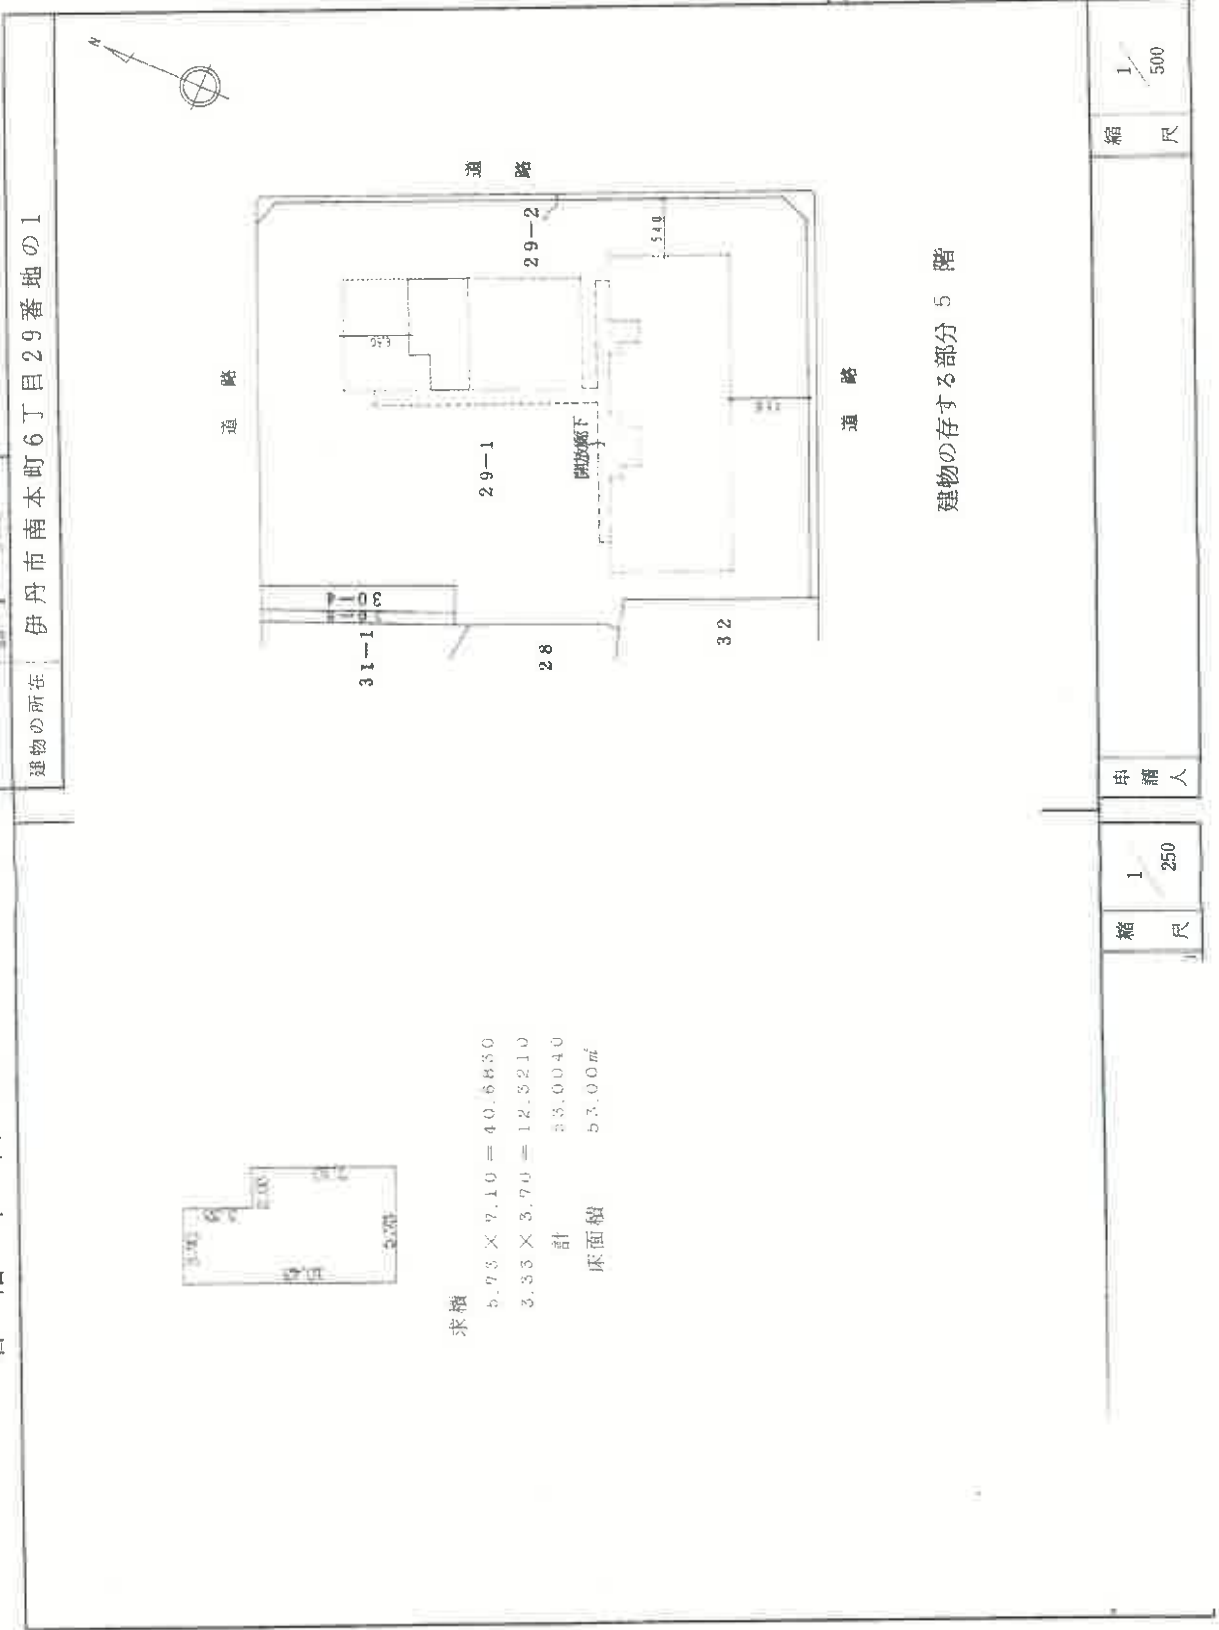 建物の所在 伊丹市南本町6丁目29番地の1
道路
道路
道路
29-2
29-1
5.40
6.50
開放廊下
30-4
31-1
28
32
建物の存する部分 5 階
求積
5.73×7.10=40.6830
3.33×3.70=12.3210
計 53.0040
床面積 53.00㎡
縮尺 1/250
申請人
縮尺 1/500
N